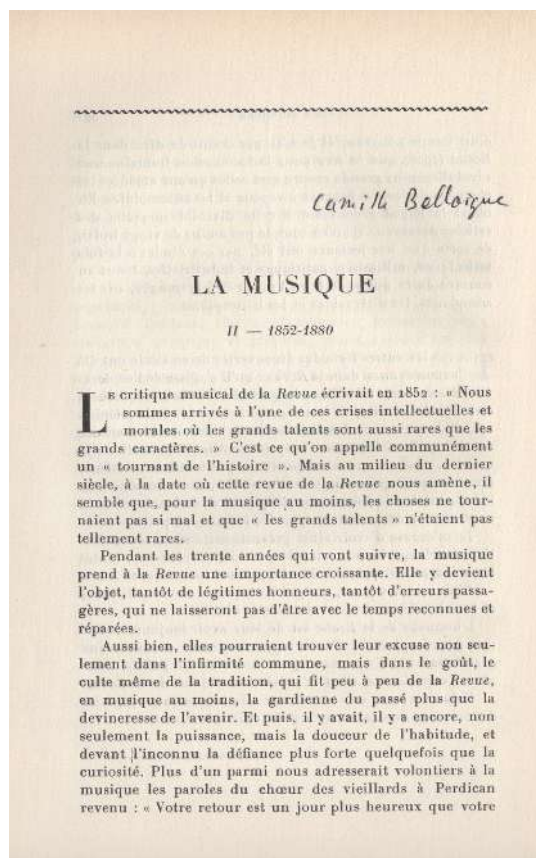 Camille Bellaigue
LA MUSIQUE
II — 1852-1880
LE critique musical de la Revue écrivait en 1852 : « Nous
sommes arrivés à l'une de ces crises intellectuelles et
morales où les grands talents sont aussi rares que les
grands caractères. » C'est ce qu'on appelle communément
un « tournant de l'histoire ». Mais au milieu du dernier
siècle, à la date où cette revue de la Revue nous amène, il
semble que, pour la musique au moins, les choses ne tour-
naient pas si mal et que « les grands talents » n'étaient pas
tellement rares.
Pendant les trente années qui vont suivre, la musique
prend à la Revue une importance croissante. Elle y devient
l'objet, tantôt de légitimes honneurs, tantôt d'erreurs passa-
gères, qui ne laisseront pas d'être avec le temps reconnues et
réparées.
Aussi bien, elles pourraient trouver leur excuse non seu-
lement dans l'infirmité commune, mais dans le goût, le
culte même de la tradition, qui fit peu à peu de la Revue,
en musique au moins, la gardienne du passé plus que la
devineresse de l'avenir. Et puis, il y avait, il y a encore, non
seulement la puissance, mais la douceur de l'habitude, et
devant l'inconnu la défiance plus forte quelquefois que la
curiosité. Plus d'un parmi nous adresserait volontiers à la
musique les paroles du chœur des vieillards à Perdican
revenu : « Votre retour est un jour plus heureux que votre